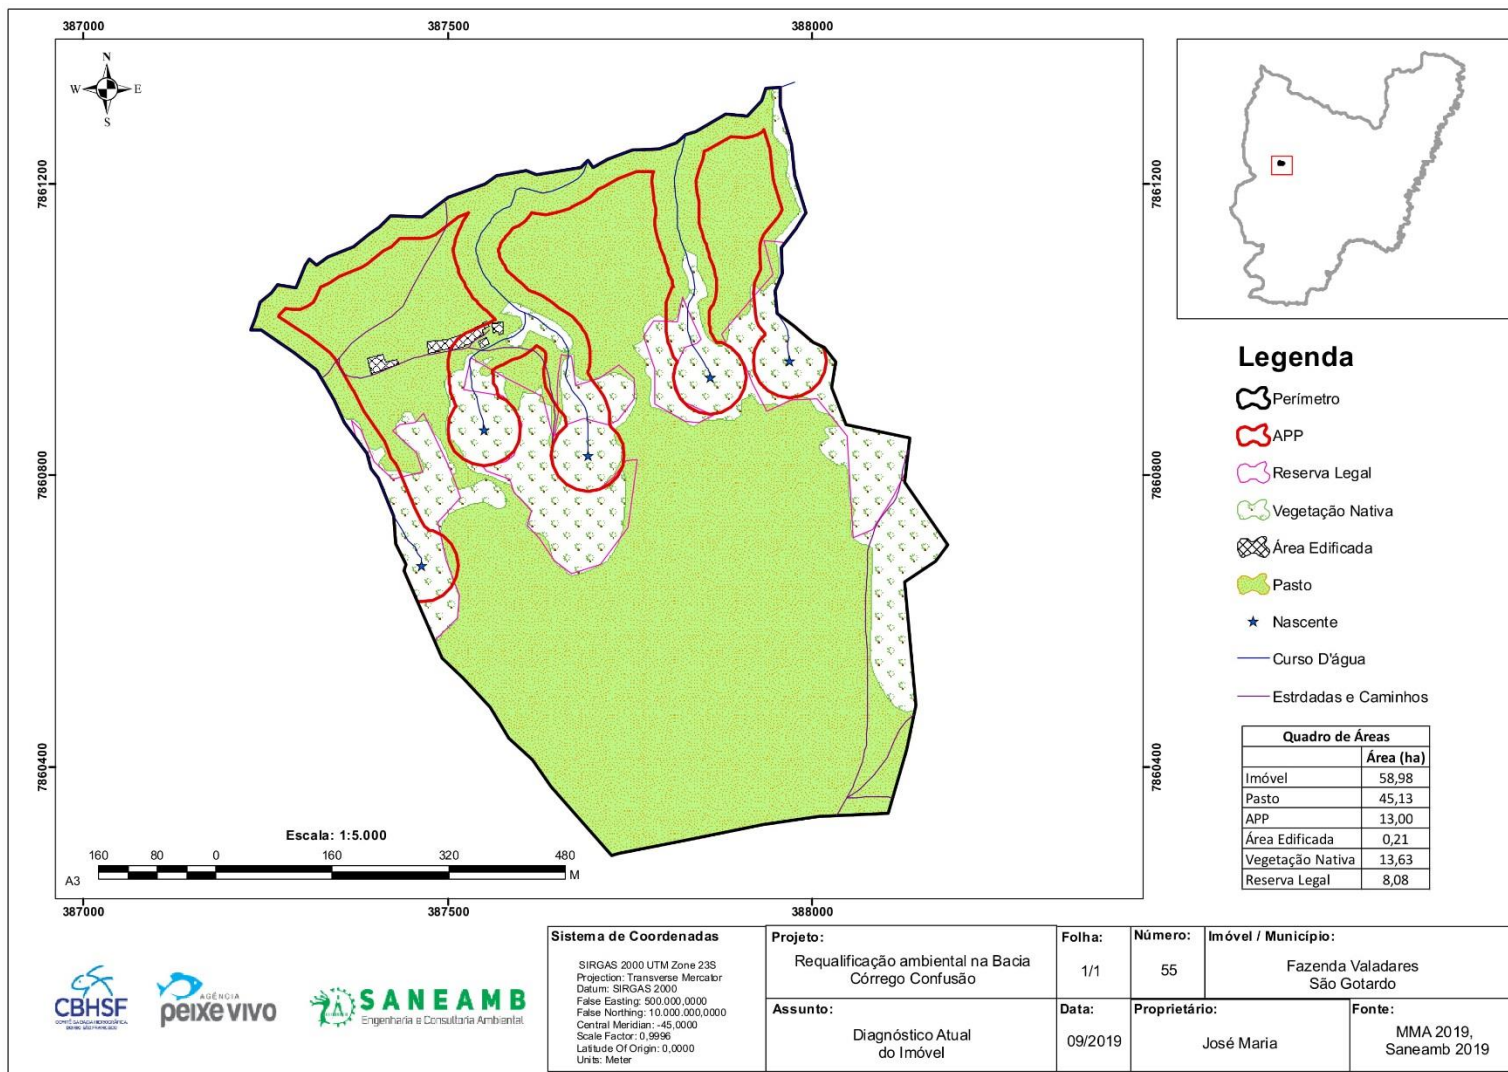 387000
387500
388000
N
W
E
S
7861200
7860800
7860400
7861200
7860800
7860400
Escala: 1:5.000
160
80
0
160
320
480
M
A3
387000
387500
388000
Legenda
Perímetro
APP
Reserva Legal
Vegetação Nativa
Área Edificada
Pasto
Nascente
Curso D'água
Estrdadas e Caminhos
Quadro de Áreas
Área (ha)
Imóvel 58,98
Pasto 45,13
APP 13,00
Área Edificada 0,21
Vegetação Nativa 13,63
Reserva Legal 8,08
CBHSF
AGÊNCIA
peixe vivo
SANEAMB
Engenharia e Consultoria Ambiental
Sistema de Coordenadas
SIRGAS 2000 UTM Zone 23S
Projection: Transverse Mercator
Datum: SIRGAS 2000
False Easting: 500.000,0000
False Northing: 10.000.000,0000
Central Meridian: -45,0000
Scale Factor: 0,9996
Latitude Of Origin: 0,0000
Units: Meter
Projeto:
Requalificação ambiental na Bacia
Córrego Confusão
Assunto:
Diagnóstico Atual
do Imóvel
Folha:
1/1
Número:
55
Imóvel / Município:
Fazenda Valadares
São Gotardo
Data:
09/2019
Proprietário:
José Maria
Fonte:
MMA 2019,
Saneamb 2019